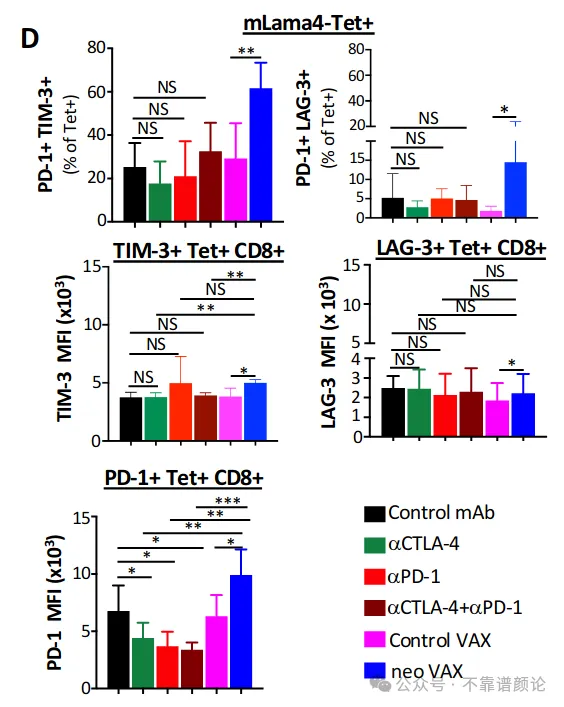 D
mLama4-Tet+
PD-1+ TIM-3+
(% of Tet+)
80
60
40
20
0
NS
NS
NS
**
PD-1+ LAG-3+
(% of Tet+)
80
60
40
20
15
10
5
0
NS
NS
NS
*
TIM-3+ Tet+ CD8+
TIM-3 MFI (x103)
15
10
5
0
**
NS
**
NS
NS
NS
*
LAG-3+ Tet+ CD8+
LAG-3 MFI (x 103)
15
10
5
4
3
2
1
0
NS
NS
NS
NS
NS
NS
*
PD-1+ Tet+ CD8+
PD-1 MFI (x103)
15
10
5
0
***
**
**
*
*
*
*
Control mAb
αCTLA-4
αPD-1
αCTLA-4+αPD-1
Control VAX
neo VAX
公众号 · 不靠谱颜论